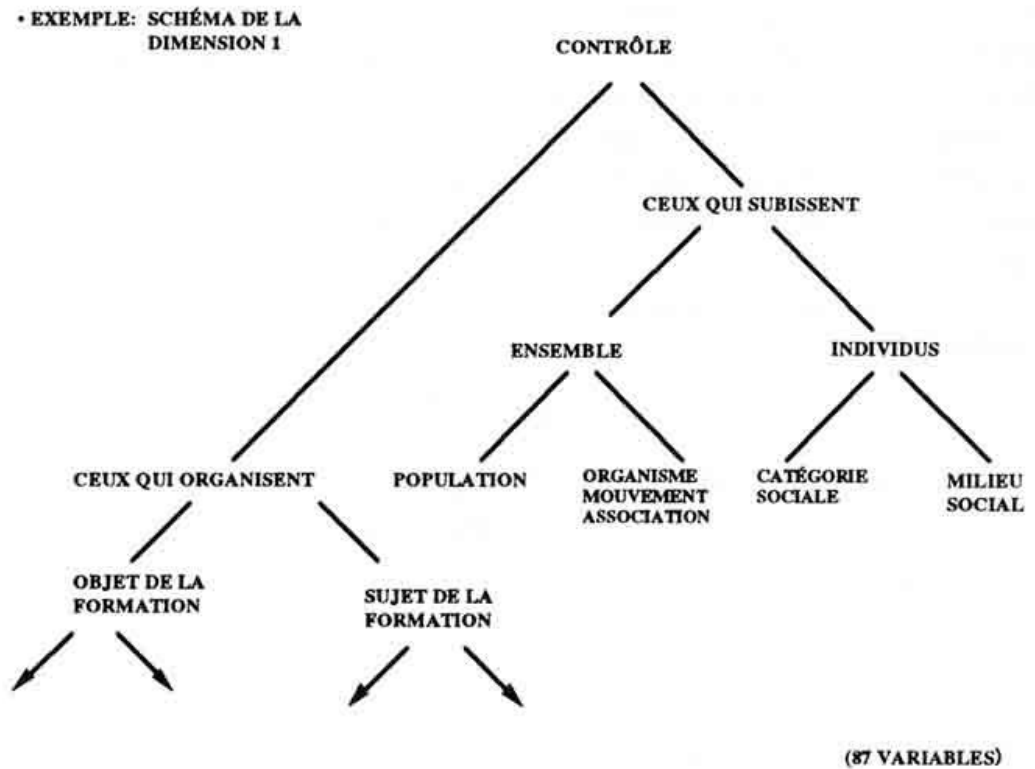 • EXEMPLE: SCHÉMA DE LA
DIMENSION 1
CONTRÔLE
CEUX QUI SUBISSENT
ENSEMBLE
INDIVIDUS
CEUX QUI ORGANISENT
POPULATION
ORGANISME
MOUVEMENT
ASSOCIATION
CATÉGORIE
SOCIALE
MILIEU
SOCIAL
OBJET DE LA
FORMATION
SUJET DE LA
FORMATION
(87 VARIABLES)